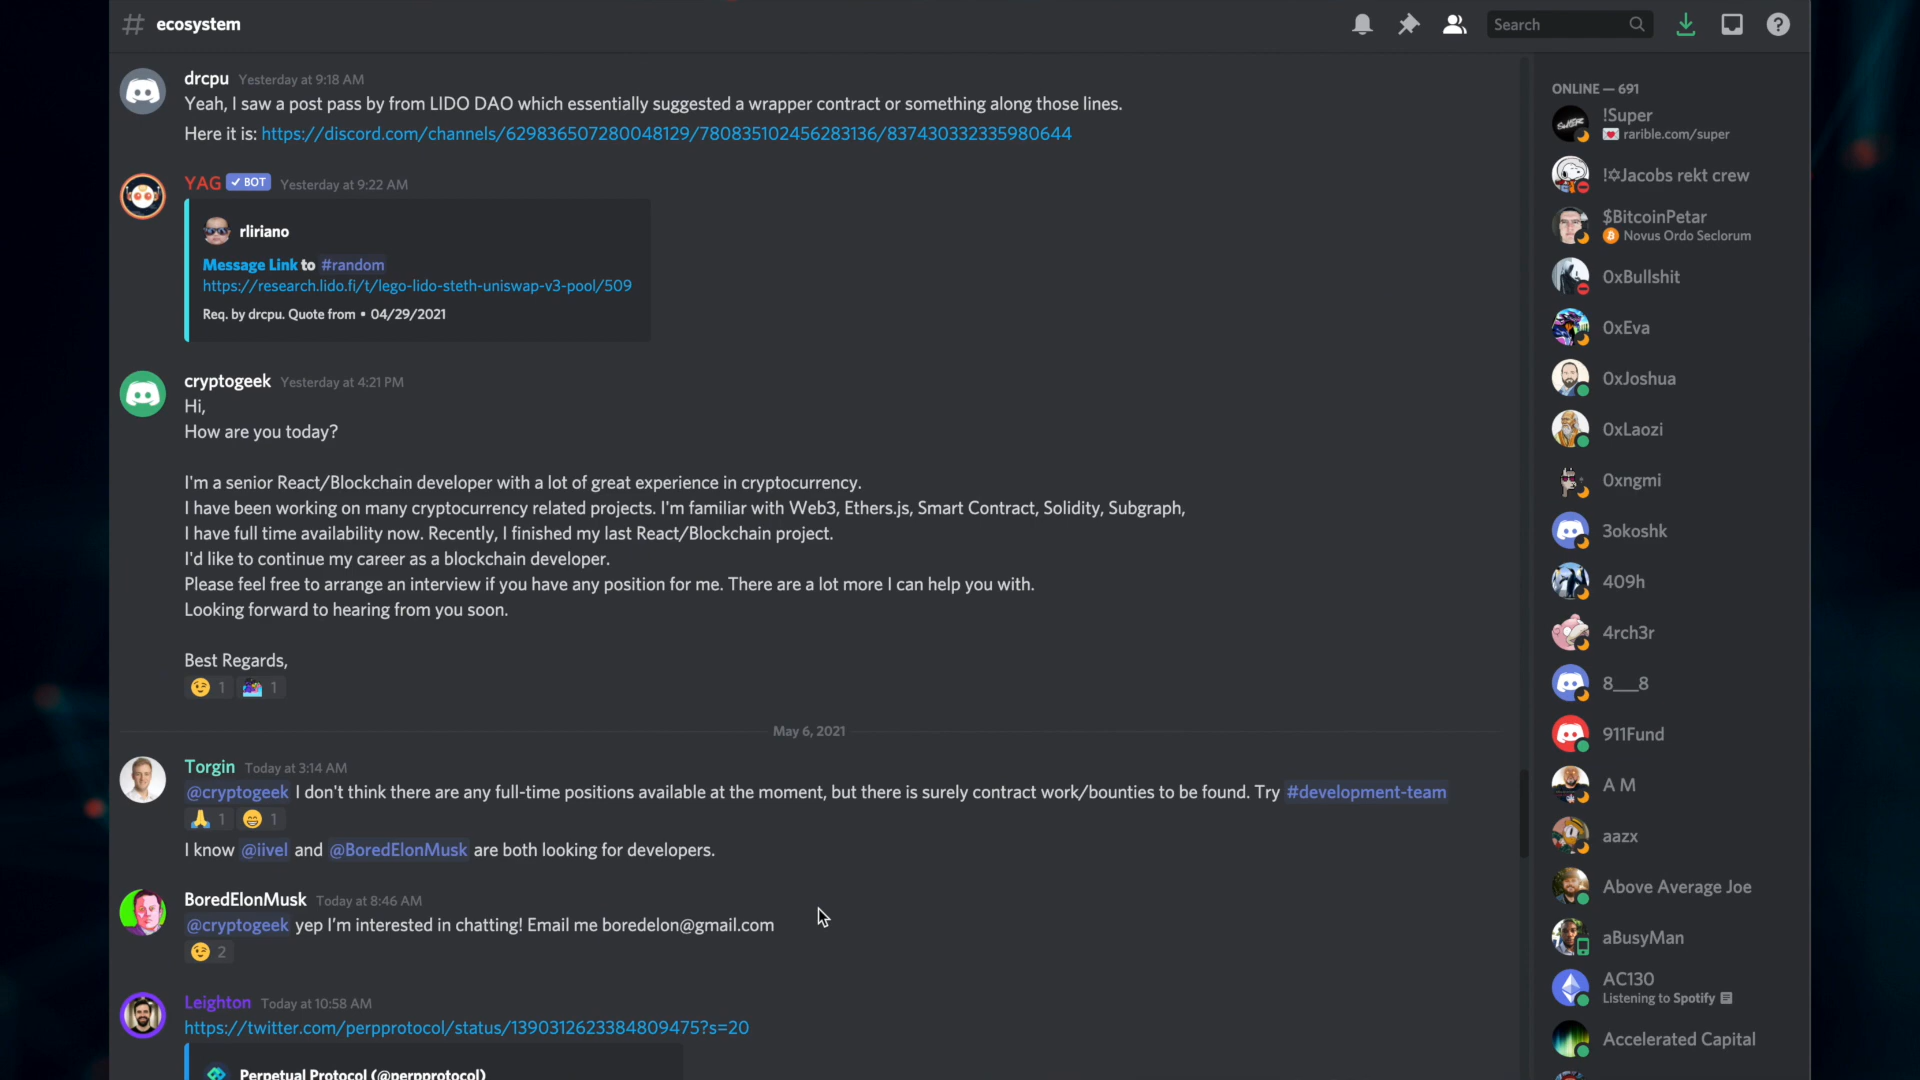 # ecosystem
Search
drcpu Yesterday at 9:18 AM
Yeah, I saw a post pass by from LIDO DAO which essentially suggested a wrapper contract or something along those lines.
Here it is: https://discord.com/channels/629836507280048129/780835102456283136/837430332335980644
YAG ✓ BOT Yesterday at 9:22 AM
rliriano
Message Link to #random
https://research.lido.fi/t/lego-lido-steth-uniswap-v3-pool/509
Req. by drcpu. Quote from • 04/29/2021
cryptogeek Yesterday at 4:21 PM
Hi,
How are you today?
I'm a senior React/Blockchain developer with a lot of great experience in cryptocurrency.
I have been working on many cryptocurrency related projects. I'm familiar with Web3, Ethers.js, Smart Contract, Solidity, Subgraph,
I have full time availability now. Recently, I finished my last React/Blockchain project.
I'd like to continue my career as a blockchain developer.
Please feel free to arrange an interview if you have any position for me. There are a lot more I can help you with.
Looking forward to hearing from you soon.
Best Regards,
😉 1 1
May 6, 2021
Torgin Today at 3:14 AM
@cryptogeek I don't think there are any full-time positions available at the moment, but there is surely contract work/bounties to be found. Try #development-team
🙏 1 😁 1
I know @iivel and @BoredElonMusk are both looking for developers.
BoredElonMusk Today at 8:46 AM
@cryptogeek yep I'm interested in chatting! Email me boredelon@gmail.com
😉 2
Leighton Today at 10:58 AM
https://twitter.com/perpprotocol/status/1390312623384809475?s=20
Perpetual Protocol (@perpprotocol)
ONLINE — 691
!Super
rarible.com/super
!✡Jacobs rekt crew
$BitcoinPetar
Novus Ordo Seclorum
0xBullshit
0xEva
0xJoshua
0xLaozi
0xngmi
3okoshk
409h
4rch3r
8___8
911Fund
A M
aazx
Above Average Joe
aBusyMan
AC130
Listening to Spotify
Accelerated Capital